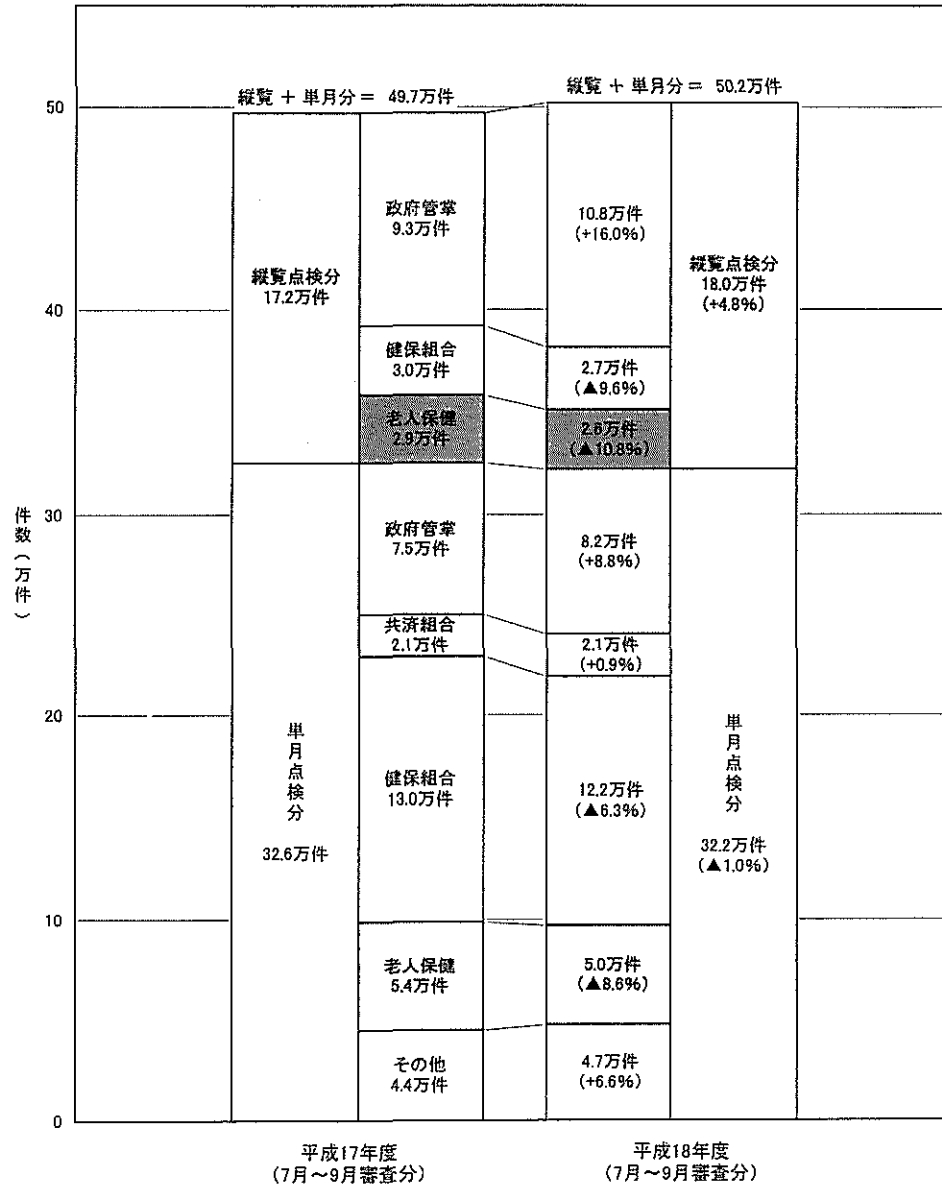 縦覧 + 単月分 = 49.7万件
縦覧 + 単月分 = 50.2万件
件数(万件)
50
40
30
20
10
0
縦覧点検分
17.2万件
単月点検分
32.6万件
政府管掌
9.3万件
健保組合
3.0万件
老人保健
2.9万件
政府管掌
7.5万件
共済組合
2.1万件
健保組合
13.0万件
老人保健
5.4万件
その他
4.4万件
10.8万件
(+16.0%)
2.7万件
(▲9.6%)
2.6万件
(▲10.8%)
8.2万件
(+8.8%)
2.1万件
(+0.9%)
12.2万件
(▲6.3%)
5.0万件
(▲8.6%)
4.7万件
(+6.6%)
縦覧点検分
18.0万件
(+4.8%)
単月点検分
32.2万件
(▲1.0%)
平成17年度
(7月～9月審査分)
平成18年度
(7月～9月審査分)